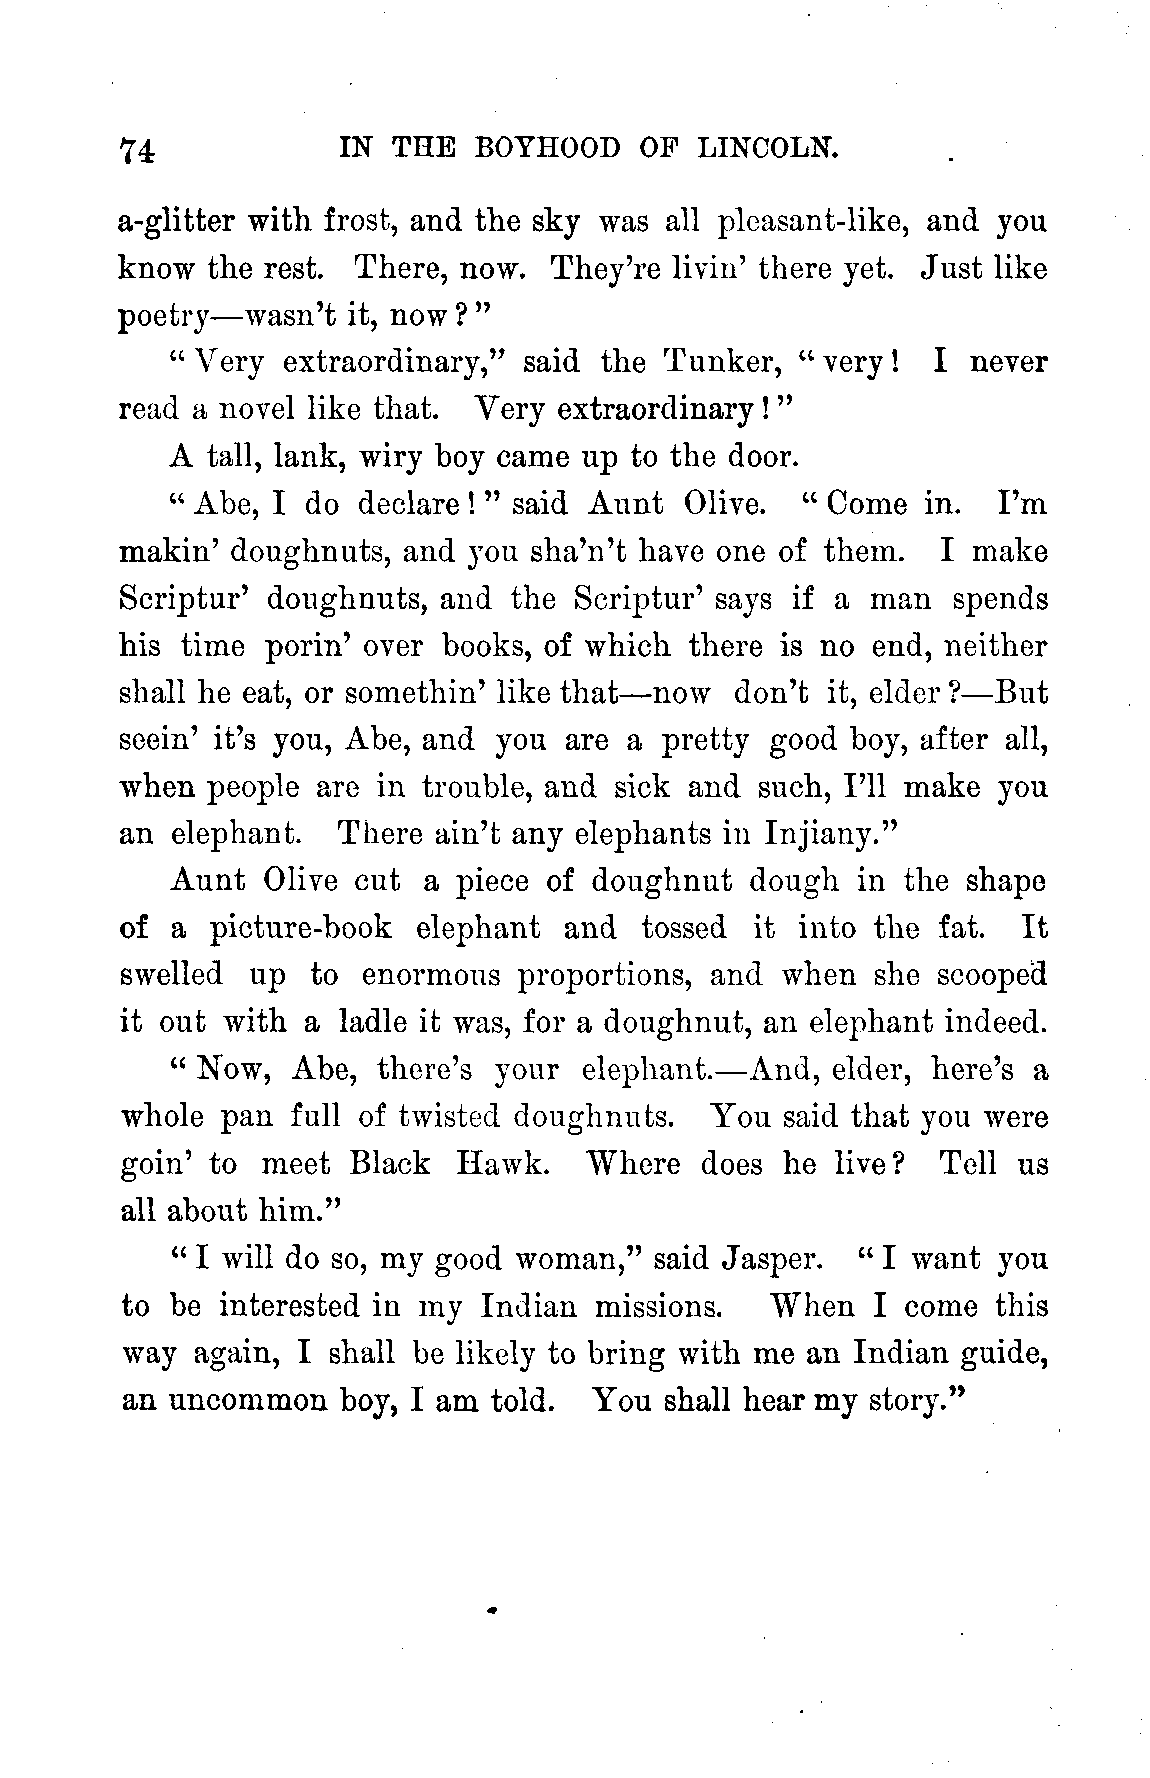 74 IN THE BOYHOOD OF LINCOLN.
a-glitter with frost, and the sky was all pleasant-like, and you
know the rest. There, now. They're livin' there yet. Just like
poetry—wasn't it, now?"
"Very extraordinary," said the Tunker, "very! I never
read a novel like that. Very extraordinary!"
A tall, lank, wiry boy came up to the door.
"Abe, I do declare!" said Aunt Olive. "Come in. I'm
makin' doughnuts, and you sha'n't have one of them. I make
Scriptur' doughnuts, and the Scriptur' says if a man spends
his time porin' over books, of which there is no end, neither
shall he eat, or somethin' like that—now don't it, elder?—But
seein' it's you, Abe, and you are a pretty good boy, after all,
when people are in trouble, and sick and such, I'll make you
an elephant. There ain't any elephants in Injiany."
Aunt Olive cut a piece of doughnut dough in the shape
of a picture-book elephant and tossed it into the fat. It
swelled up to enormous proportions, and when she scooped
it out with a ladle it was, for a doughnut, an elephant indeed.
"Now, Abe, there's your elephant.—And, elder, here's a
whole pan full of twisted doughnuts. You said that you were
goin' to meet Black Hawk. Where does he live? Tell us
all about him."
"I will do so, my good woman," said Jasper. "I want you
to be interested in my Indian missions. When I come this
way again, I shall be likely to bring with me an Indian guide,
an uncommon boy, I am told. You shall hear my story."